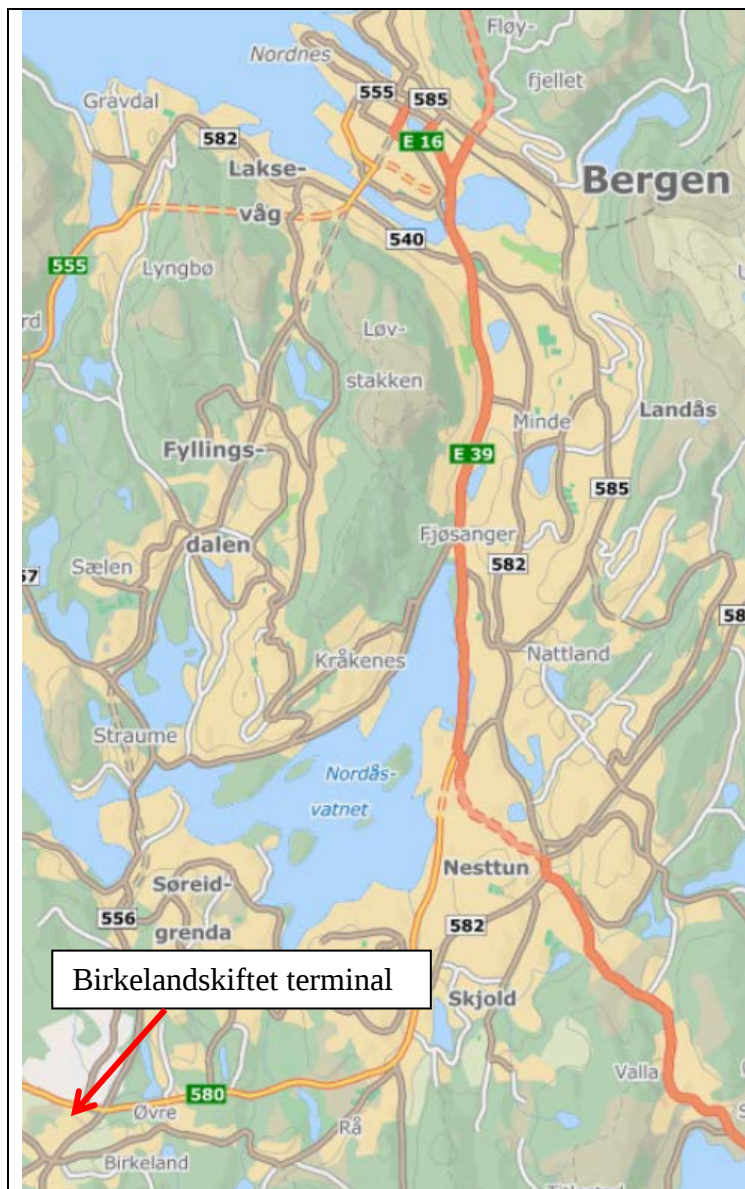 Fløy-
Nordnes
fjellet
Gravdal
555
585
582
E 16
Lakse-
Bergen
våg
540
555
Lyngbø
rd
Løv-
stakken
Minde
Landås
Fyllings-
E 39
585
dalen
Fjøsanger
Sælen
57
582
58
Kråkenes
Nattland
Straume
Nordås-
vatnet
Nesttun
Søreid-
556
grenda
582
Birkelandskiftet terminal
Skjold
Valla
580
Øvre
Rå
Birkeland